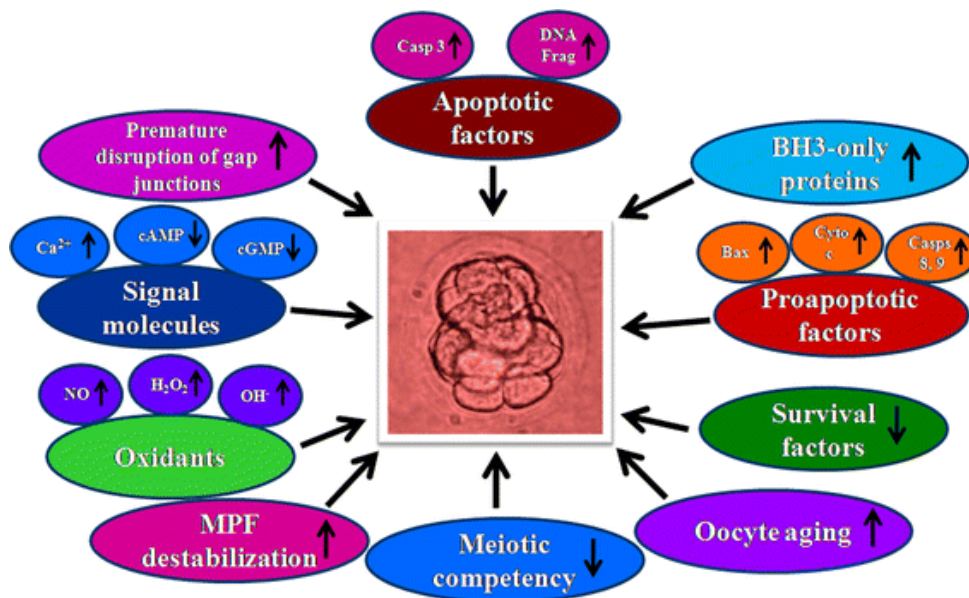 Casp 3
DNA
Frag
Apoptotic
factors
Premature
disruption of gap
junctions
BH3-only
proteins
Ca²⁺
cAMP
cGMP
Signal
molecules
Bax
Cyto
c
Casps
8, 9
Proapoptotic
factors
NO
H₂O₂
OH⁻
Oxidants
Survival
factors
MPF
destabilization
Meiotic
competency
Oocyte aging